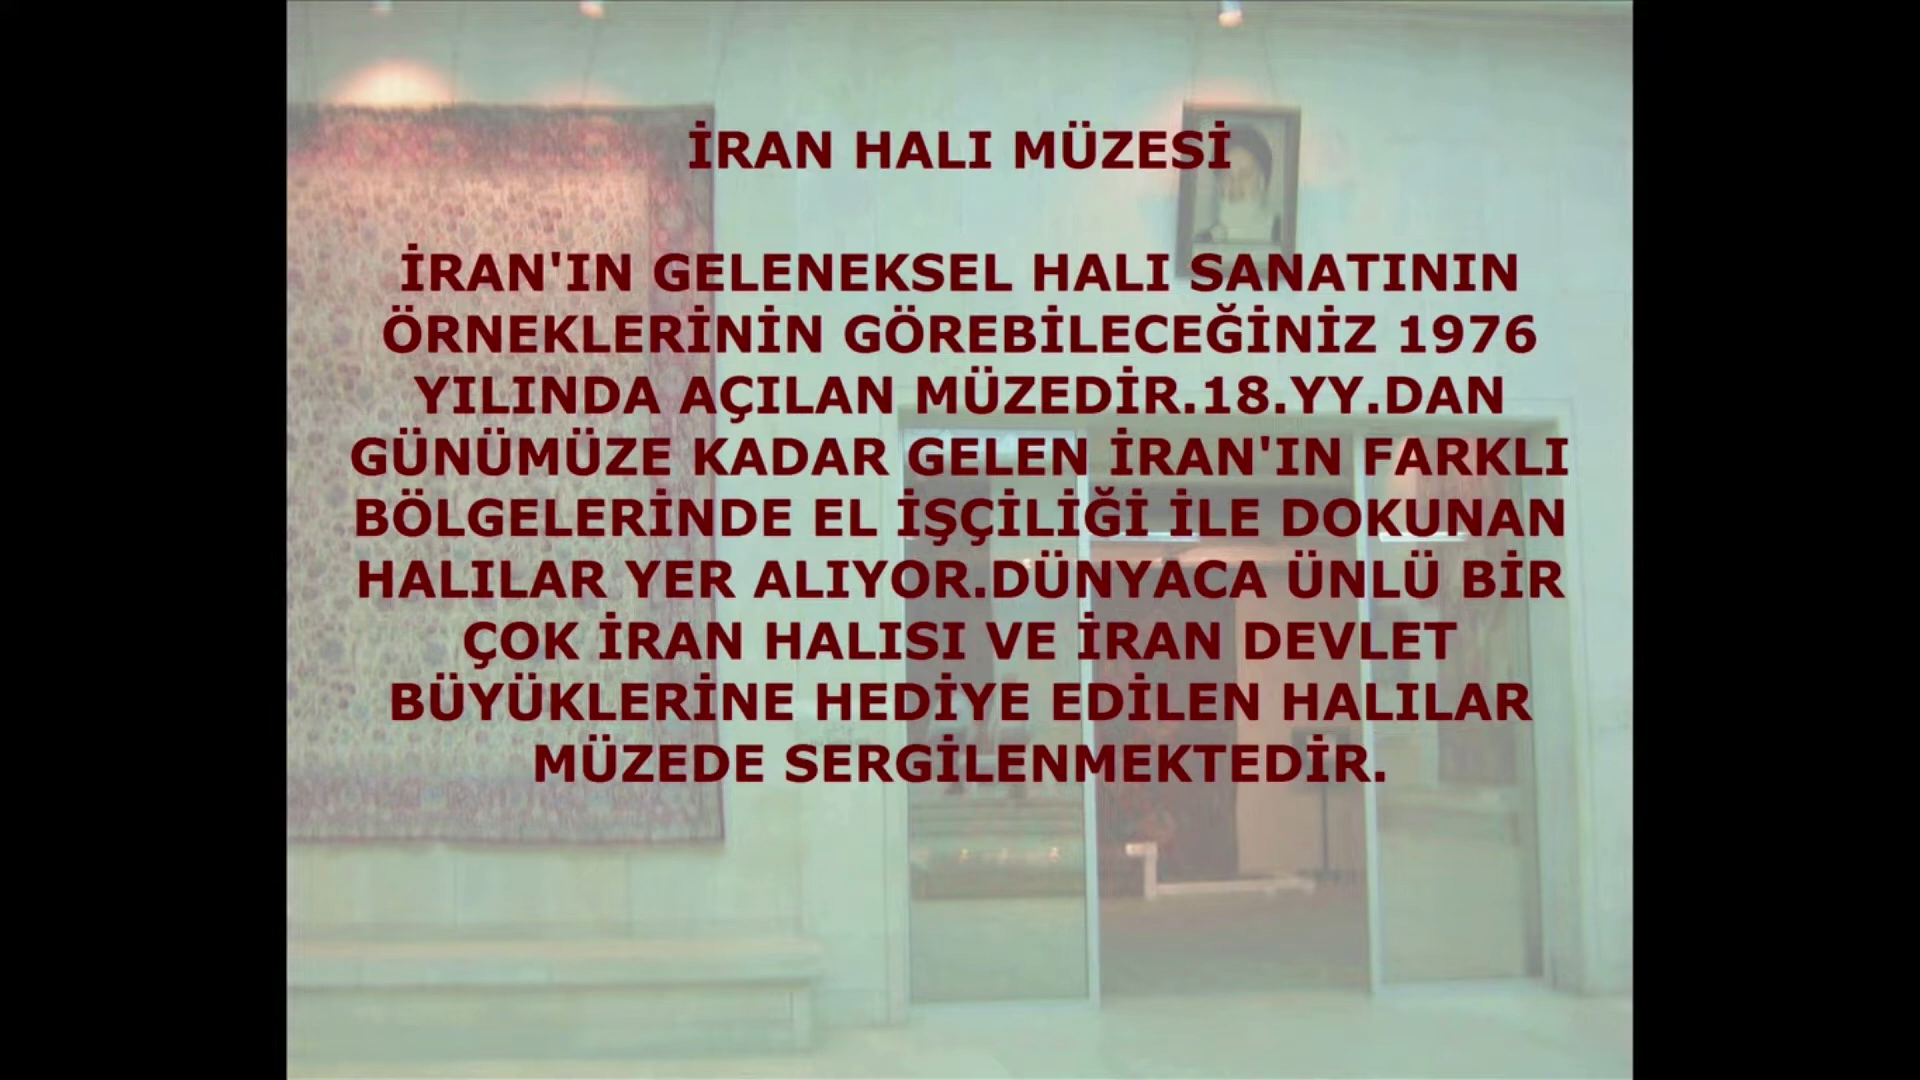 İRAN HALI MÜZESİ
İRAN'IN GELENEKSEL HALI SANATININ
ÖRNEKLERİNİN GÖREBİLECEĞİNİZ 1976
YILINDA AÇILAN MÜZEDİR.18.YY.DAN
GÜNÜMÜZE KADAR GELEN İRAN'IN FARKLI
BÖLGELERİNDE EL İŞÇİLİĞİ İLE DOKUNAN
HALILAR YER ALIYOR.DÜNYACA ÜNLÜ BİR
ÇOK İRAN HALISI VE İRAN DEVLET
BÜYÜKLERİNE HEDİYE EDİLEN HALILAR
MÜZEDE SERGİLENMEKTEDİR.